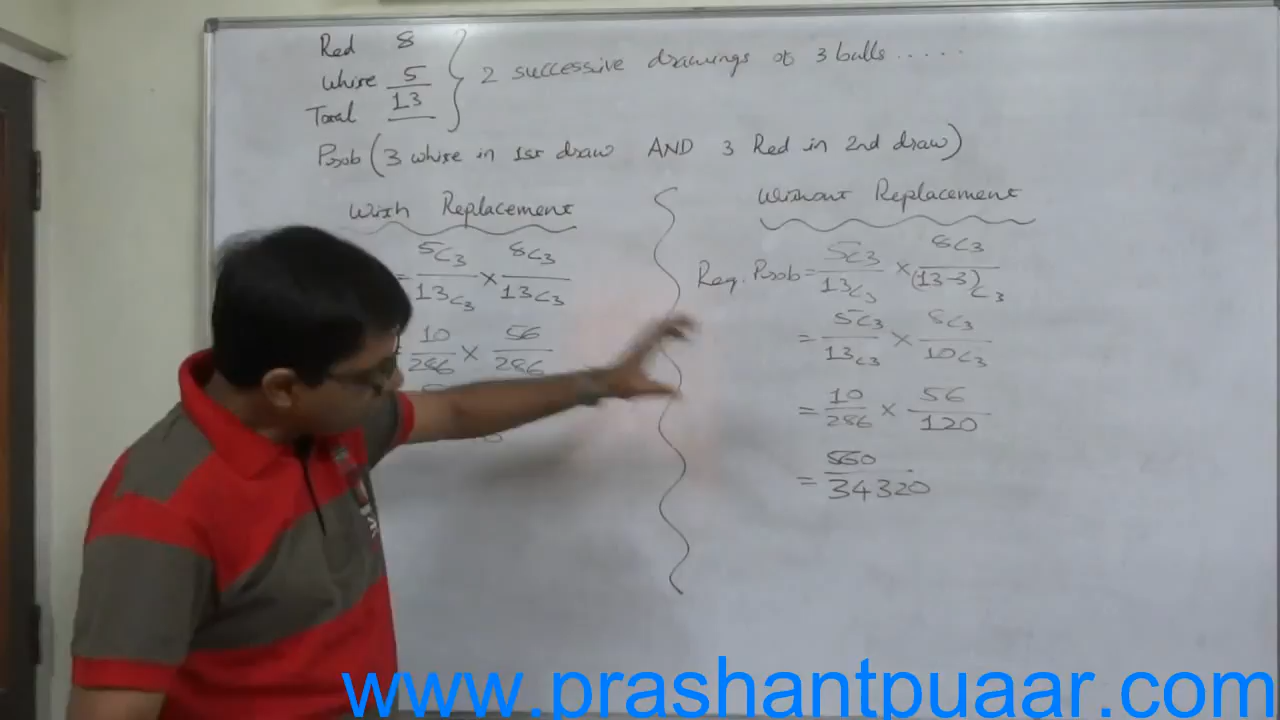 Red 8
White 5
Total 13
2 successive drawings of 3 balls .....
Prob (3 white in 1st draw AND 3 Red in 2nd draw)
With Replacement
= 5C3/13C3 × 8C3/13C3
= 10/286 × 56/286
Without Replacement
Req. Prob = 5C3/13C3 × 8C3/(13-3)C3
= 5C3/13C3 × 8C3/10C3
= 10/286 × 56/120
= 560/34320
www.prashantpuaar.com